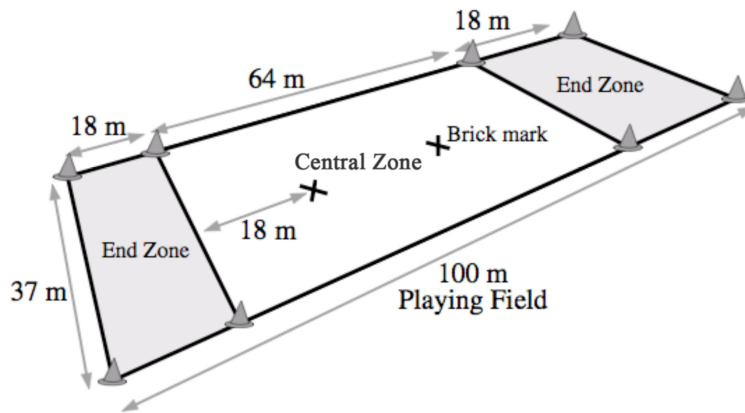 18 m
64 m
End Zone
18 m
Brick mark
Central Zone
18 m
End Zone
37 m
100 m
Playing Field